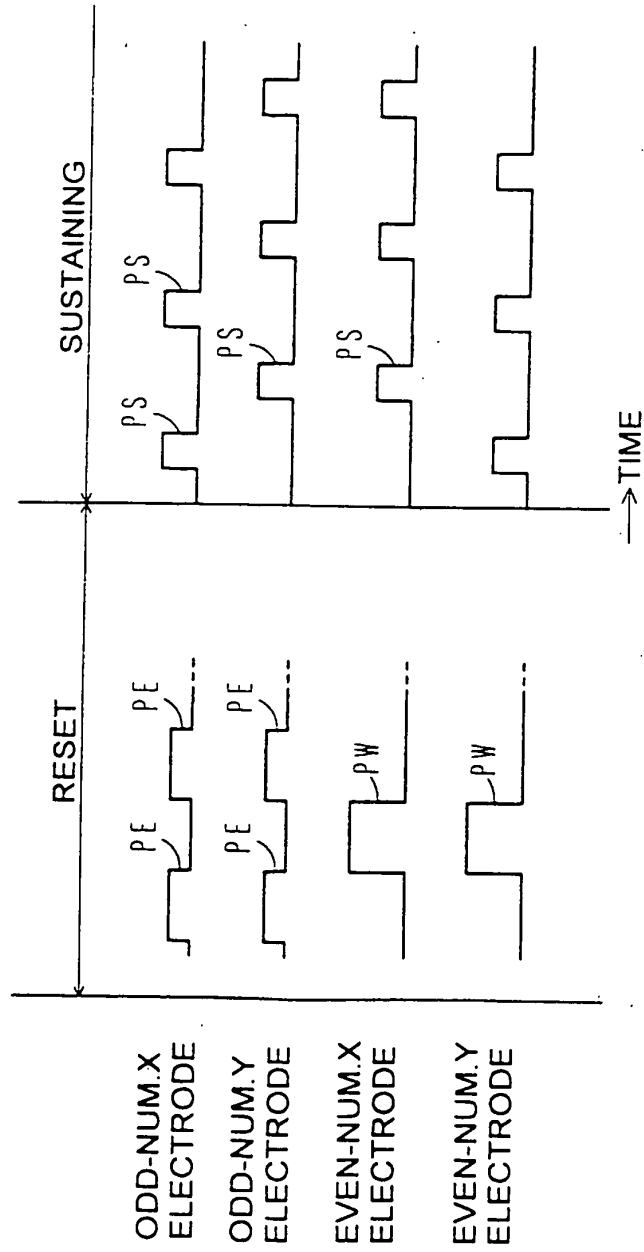 RESET
SUSTAINING
ODD-NUM.X
ELECTRODE
PE
PE
PS
PS
ODD-NUM.Y
ELECTRODE
PE
PE
PS
EVEN-NUM.X
ELECTRODE
PW
PS
EVEN-NUM.Y
ELECTRODE
PW
→TIME